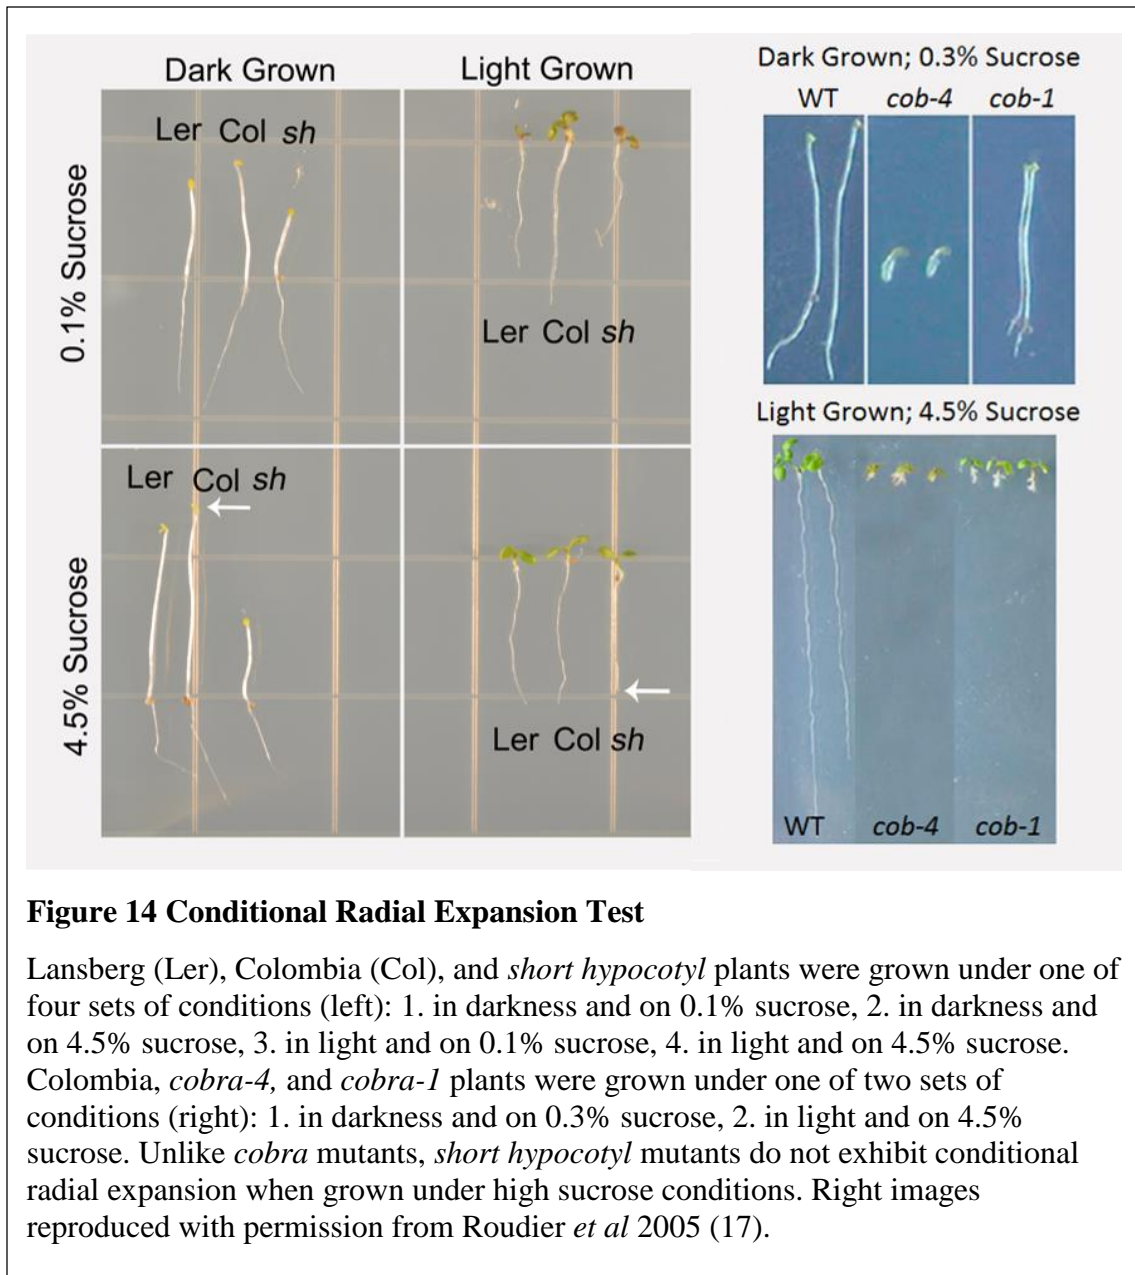 Dark Grown
Light Grown
Dark Grown; 0.3% Sucrose
WT cob-4 cob-1
0.1% Sucrose
Ler Col sh
Ler Col sh
Light Grown; 4.5% Sucrose
4.5% Sucrose
Ler Col sh
Ler Col sh
WT cob-4 cob-1
Figure 14 Conditional Radial Expansion Test
Lansberg (Ler), Colombia (Col), and short hypocotyl plants were grown under one of
four sets of conditions (left): 1. in darkness and on 0.1% sucrose, 2. in darkness and
on 4.5% sucrose, 3. in light and on 0.1% sucrose, 4. in light and on 4.5% sucrose.
Colombia, cobra-4, and cobra-1 plants were grown under one of two sets of
conditions (right): 1. in darkness and on 0.3% sucrose, 2. in light and on 4.5%
sucrose. Unlike cobra mutants, short hypocotyl mutants do not exhibit conditional
radial expansion when grown under high sucrose conditions. Right images
reproduced with permission from Roudier et al 2005 (17).